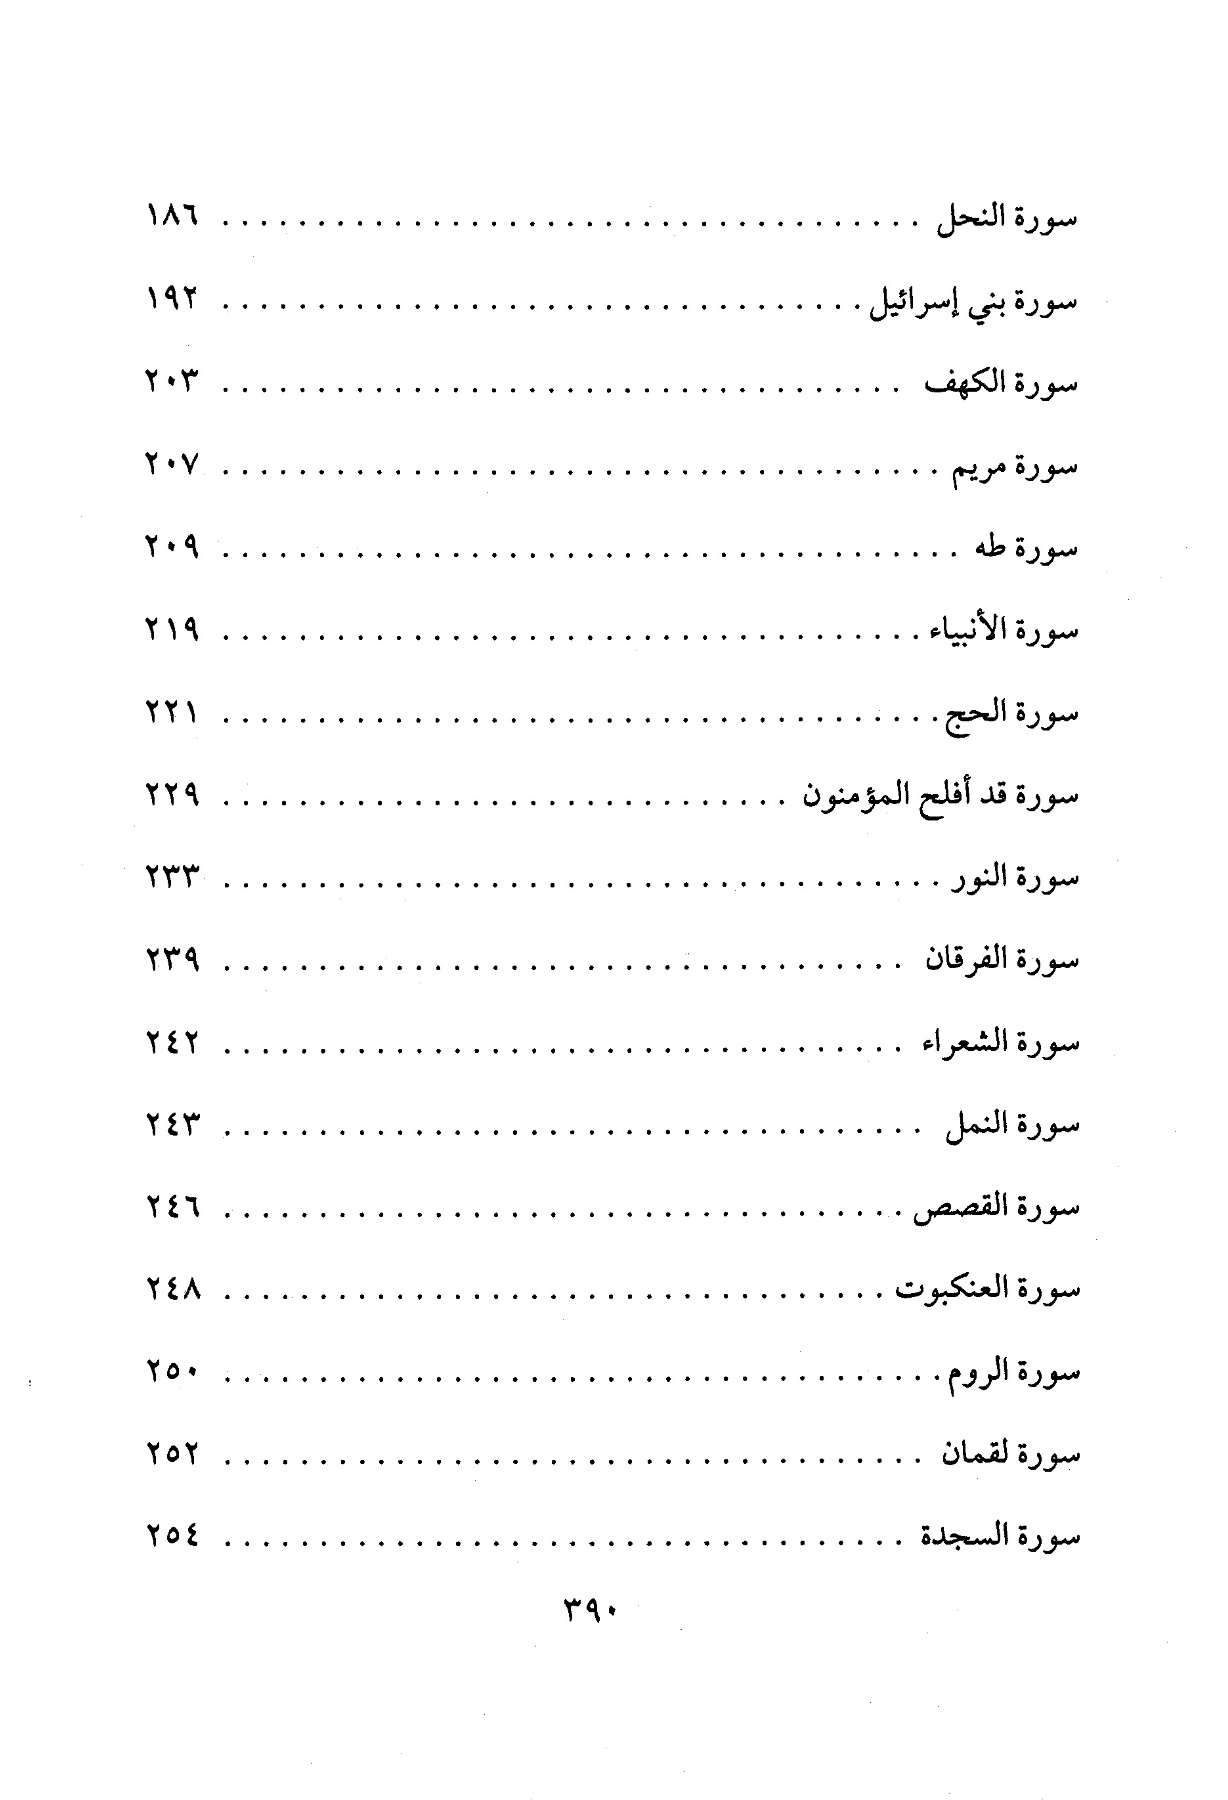 سورة النحل . . . . . . . . . . . . . . . . . . . . . . . . . . . . . . . . . . . . . ١٨٦
سورة بني إسرائيل . . . . . . . . . . . . . . . . . . . . . . . . . . . . . . . . . . ١٩٢
سورة الكهف . . . . . . . . . . . . . . . . . . . . . . . . . . . . . . . . . . . . ٢٠٣
سورة مريم . . . . . . . . . . . . . . . . . . . . . . . . . . . . . . . . . . . . . . ٢٠٧
سورة طه . . . . . . . . . . . . . . . . . . . . . . . . . . . . . . . . . . . . . . . ٢٠٩
سورة الأنبياء . . . . . . . . . . . . . . . . . . . . . . . . . . . . . . . . . . . . . ٢١٩
سورة الحج . . . . . . . . . . . . . . . . . . . . . . . . . . . . . . . . . . . . . . ٢٢١
سورة قد أفلح المؤمنون . . . . . . . . . . . . . . . . . . . . . . . . . . . . . . ٢٢٩
سورة النور . . . . . . . . . . . . . . . . . . . . . . . . . . . . . . . . . . . . . . ٢٣٣
سورة الفرقان . . . . . . . . . . . . . . . . . . . . . . . . . . . . . . . . . . . . ٢٣٩
سورة الشعراء . . . . . . . . . . . . . . . . . . . . . . . . . . . . . . . . . . . . ٢٤٢
سورة النمل . . . . . . . . . . . . . . . . . . . . . . . . . . . . . . . . . . . . . ٢٤٣
سورة القصص . . . . . . . . . . . . . . . . . . . . . . . . . . . . . . . . . . . . ٢٤٦
سورة العنكبوت . . . . . . . . . . . . . . . . . . . . . . . . . . . . . . . . . . . ٢٤٨
سورة الروم . . . . . . . . . . . . . . . . . . . . . . . . . . . . . . . . . . . . . . ٢٥٠
سورة لقمان . . . . . . . . . . . . . . . . . . . . . . . . . . . . . . . . . . . . . ٢٥٢
سورة السجدة . . . . . . . . . . . . . . . . . . . . . . . . . . . . . . . . . . . . ٢٥٤
٣٩٠